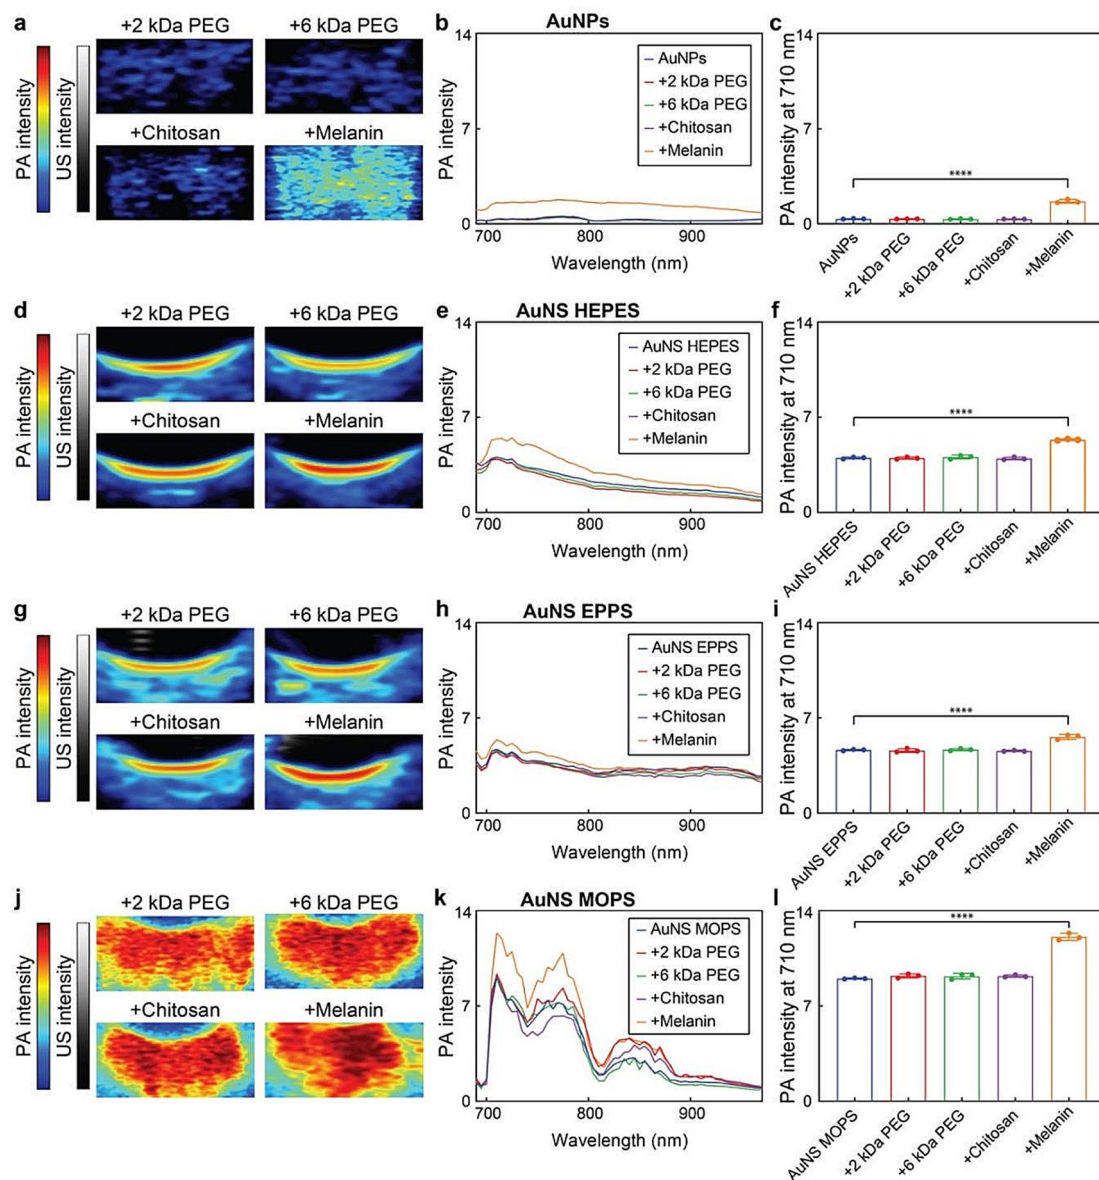 a
+2 kDa PEG
+6 kDa PEG
+Chitosan
+Melanin
PA intensity
US intensity
b
AuNPs
14
7
0
PA intensity
AuNPs
+2 kDa PEG
+6 kDa PEG
+Chitosan
+Melanin
700
800
900
Wavelength (nm)
c
14
7
0
PA intensity at 710 nm
****
AuNPs
+2 kDa PEG
+6 kDa PEG
+Chitosan
+Melanin
d
+2 kDa PEG
+6 kDa PEG
+Chitosan
+Melanin
PA intensity
US intensity
e
AuNS HEPES
14
7
0
PA intensity
AuNS HEPES
+2 kDa PEG
+6 kDa PEG
+Chitosan
+Melanin
700
800
900
Wavelength (nm)
f
14
7
0
PA intensity at 710 nm
****
AuNS HEPES
+2 kDa PEG
+6 kDa PEG
+Chitosan
+Melanin
g
+2 kDa PEG
+6 kDa PEG
+Chitosan
+Melanin
PA intensity
US intensity
h
AuNS EPPS
14
7
0
PA intensity
AuNS EPPS
+2 kDa PEG
+6 kDa PEG
+Chitosan
+Melanin
700
800
900
Wavelength (nm)
i
14
7
0
PA intensity at 710 nm
****
AuNS EPPS
+2 kDa PEG
+6 kDa PEG
+Chitosan
+Melanin
j
+2 kDa PEG
+6 kDa PEG
+Chitosan
+Melanin
PA intensity
US intensity
k
AuNS MOPS
14
7
0
PA intensity
AuNS MOPS
+2 kDa PEG
+6 kDa PEG
+Chitosan
+Melanin
700
800
900
Wavelength (nm)
l
14
7
0
PA intensity at 710 nm
****
AuNS MOPS
+2 kDa PEG
+6 kDa PEG
+Chitosan
+Melanin